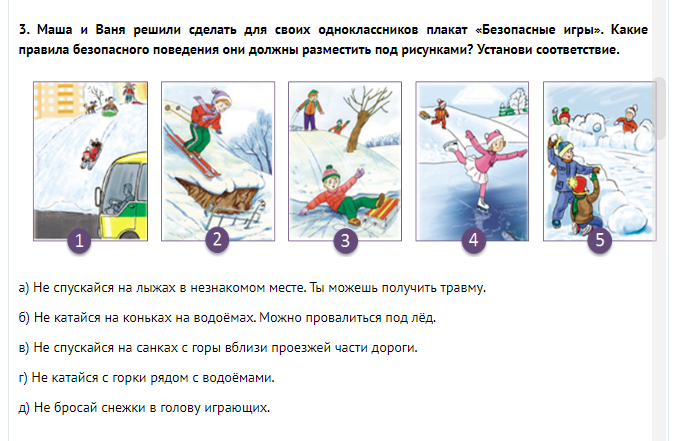 3. Маша и Ваня решили сделать для своих одноклассников плакат «Безопасные игры». Какие
правила безопасного поведения они должны разместить под рисунками? Установи соответствие.
1 2 3 4 5
а) Не спускайся на лыжах в незнакомом месте. Ты можешь получить травму.
б) Не катайся на коньках на водоёмах. Можно провалиться под лёд.
в) Не спускайся на санках с горы вблизи проезжей части дороги.
г) Не катайся с горки рядом с водоёмами.
д) Не бросай снежки в голову играющих.